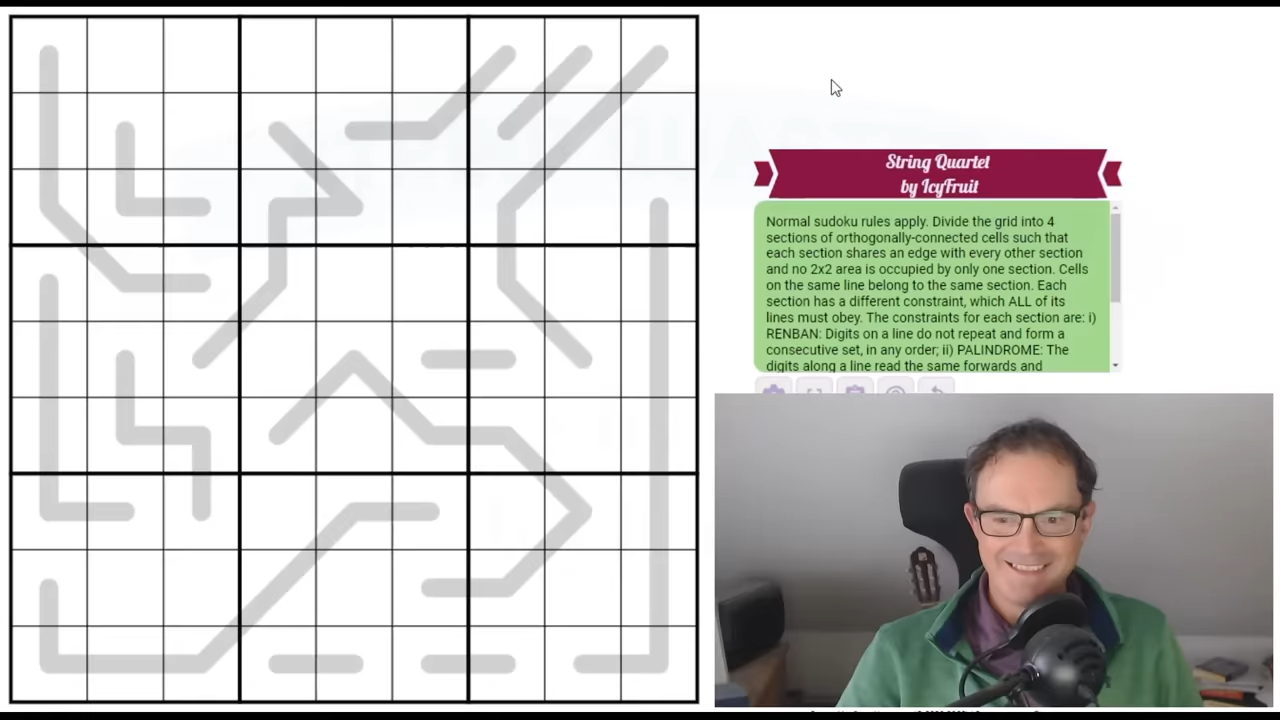 String Quartet
by IcyFruit
Normal sudoku rules apply. Divide the grid into 4
sections of orthogonally-connected cells such that
each section shares an edge with every other section
and no 2x2 area is occupied by only one section. Cells
on the same line belong to the same section. Each
section has a different constraint, which ALL of its
lines must obey. The constraints for each section are: i)
RENBAN: Digits on a line do not repeat and form a
consecutive set, in any order; ii) PALINDROME: The
digits along a line read the same forwards and